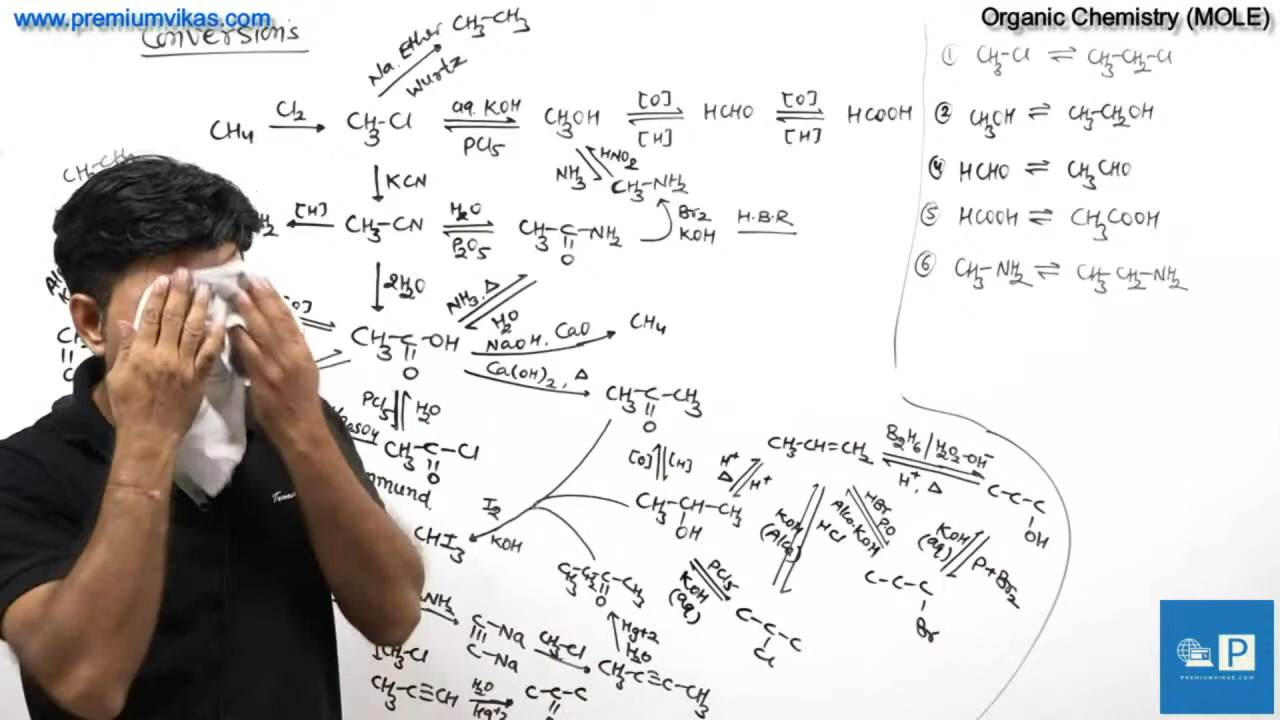 www.premiumvikas.com
Organic Chemistry (MOLE)
Conversions
Na. Ether CH3-CH3
Wurtz
CH4 Cl2 CH3-Cl aq. KOH PCl5 CH3OH [O] [H] HCHO [O] [H] HCOOH
KCN
NH3 HNO2 CH3-NH2
[H] CH3-CN H2O P2O5 CH3-C-NH2 Br2 KOH H.B.R
O
2H2O
NH3, Δ H2O
CH3-C-OH NaOH, CaO CH4
O Ca(OH)2, Δ CH3-C-CH3
O
PCl5 H2O
CH3-C-Cl
O
[O] [H]
CH3-CH-CH3
OH
H+ Δ H+
CH3-CH=CH2 B2H6/H2O2-OH-
H+, Δ
C-C-C
OH
KOH (Alco) HCl
HBr P.O
Alco. KOH
KOH (aq) P+Br2
C-C-C
Br
PCl5 KOH (aq)
C-C-C
Cl
I2 KOH
CHI3
CH3-CH2-C-CH3
O
Hg+2 H2O
C-Na
C-Na CH3-Cl CH3-C≡C-CH3
CH3-Cl
CH3-C≡CH H2O Hg+2 C-C-C
① CH3-Cl ⇌ CH3-CH2-Cl
② CH3OH ⇌ CH3-CH2OH
④ HCHO ⇌ CH3CHO
⑤ HCOOH ⇌ CH3COOH
⑥ CH3-NH2 ⇌ CH3-CH2-NH2
P
PREMIUMVIKAS.COM